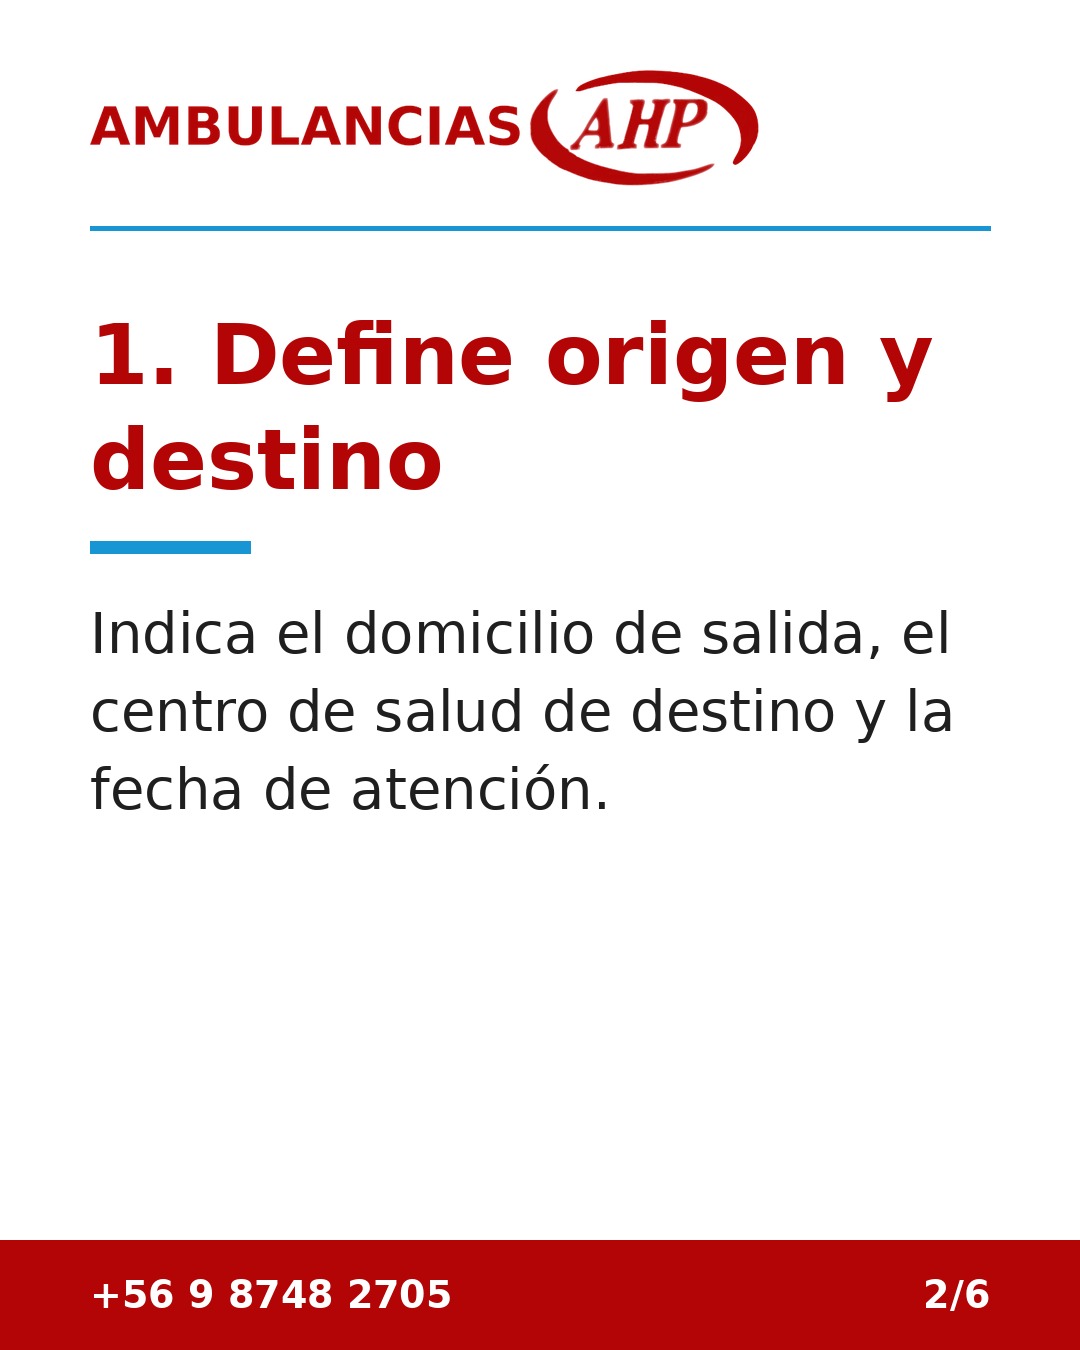 AMBULANCIAS AHP
1. Define origen y
destino
Indica el domicilio de salida, el
centro de salud de destino y la
fecha de atención.
+56 9 8748 2705
2/6